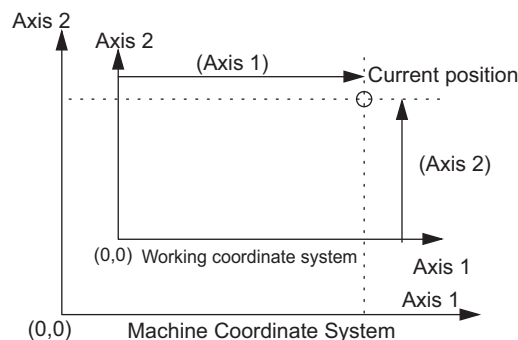 Axis 2
Axis 2
(Axis 1)
Current position
(Axis 2)
(0,0) Working coordinate system
Axis 1
Axis 1
(0,0)
Machine Coordinate System